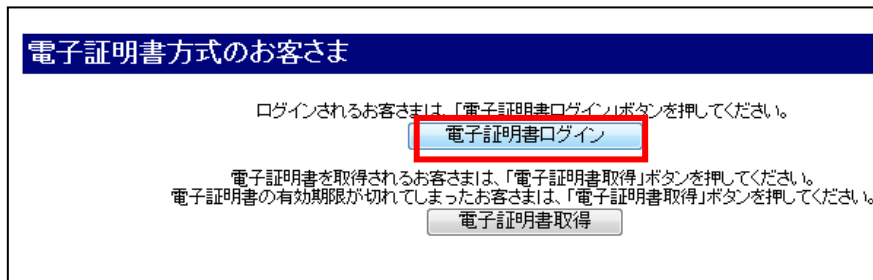 電子証明書方式のお客さま
ログインされるお客さまは、「電子証明書ログイン」ボタンを押してください。
電子証明書ログイン
電子証明書を取得されるお客さまは、「電子証明書取得」ボタンを押してください。
電子証明書の有効期限が切れてしまったお客さまは、「電子証明書取得」ボタンを押してください。
電子証明書取得